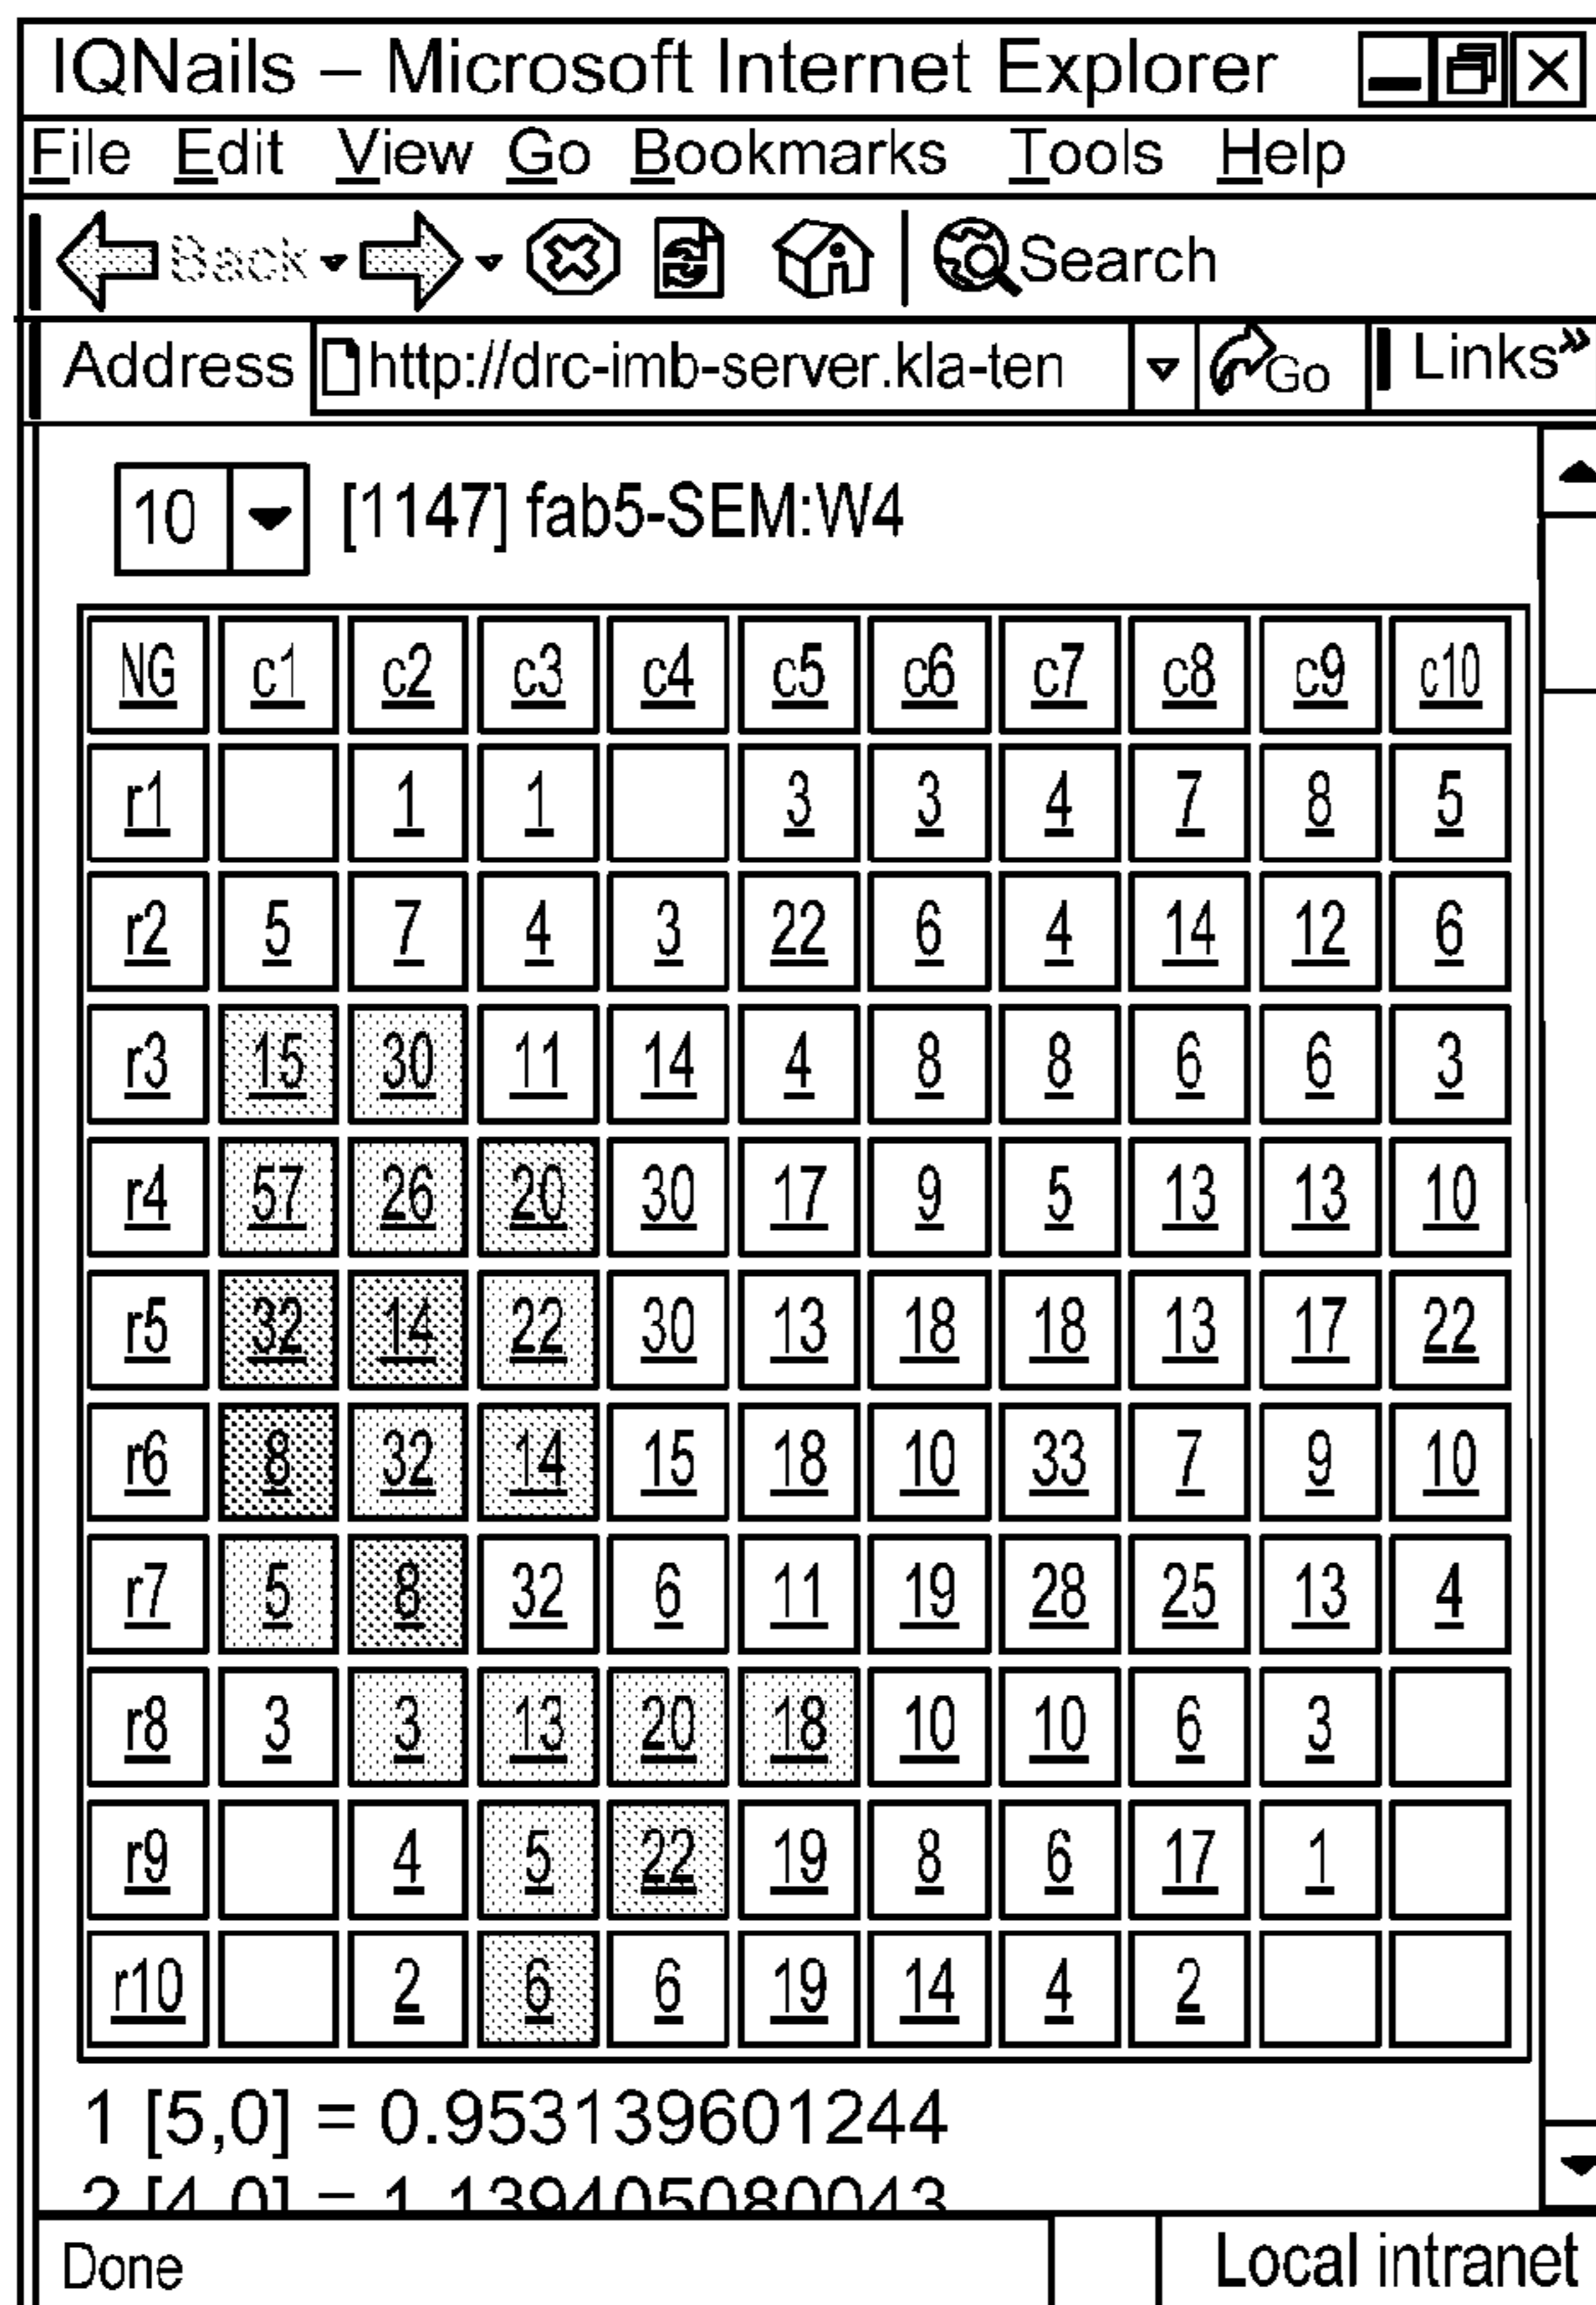 IQNails – Microsoft Internet Explorer
File Edit View Go Bookmarks Tools Help
Back Search
Address http://drc-imb-server.kla-ten Go Links»
10 [1147] fab5-SEM:W4
NG c1 c2 c3 c4 c5 c6 c7 c8 c9 c10
r1 1 1 3 3 4 7 8 5
r2 5 7 4 3 22 6 4 14 12 6
r3 15 30 11 14 4 8 8 6 6 3
r4 57 26 20 30 17 9 5 13 13 10
r5 32 14 22 30 13 18 18 13 17 22
r6 8 32 14 15 18 10 33 7 9 10
r7 5 8 32 6 11 19 28 25 13 4
r8 3 3 13 20 18 10 10 6 3
r9 4 5 22 19 8 6 17 1
r10 2 6 6 19 14 4 2
1 [5,0] = 0.953139601244
2 [4,0] = 1.139405080043
Done Local intranet